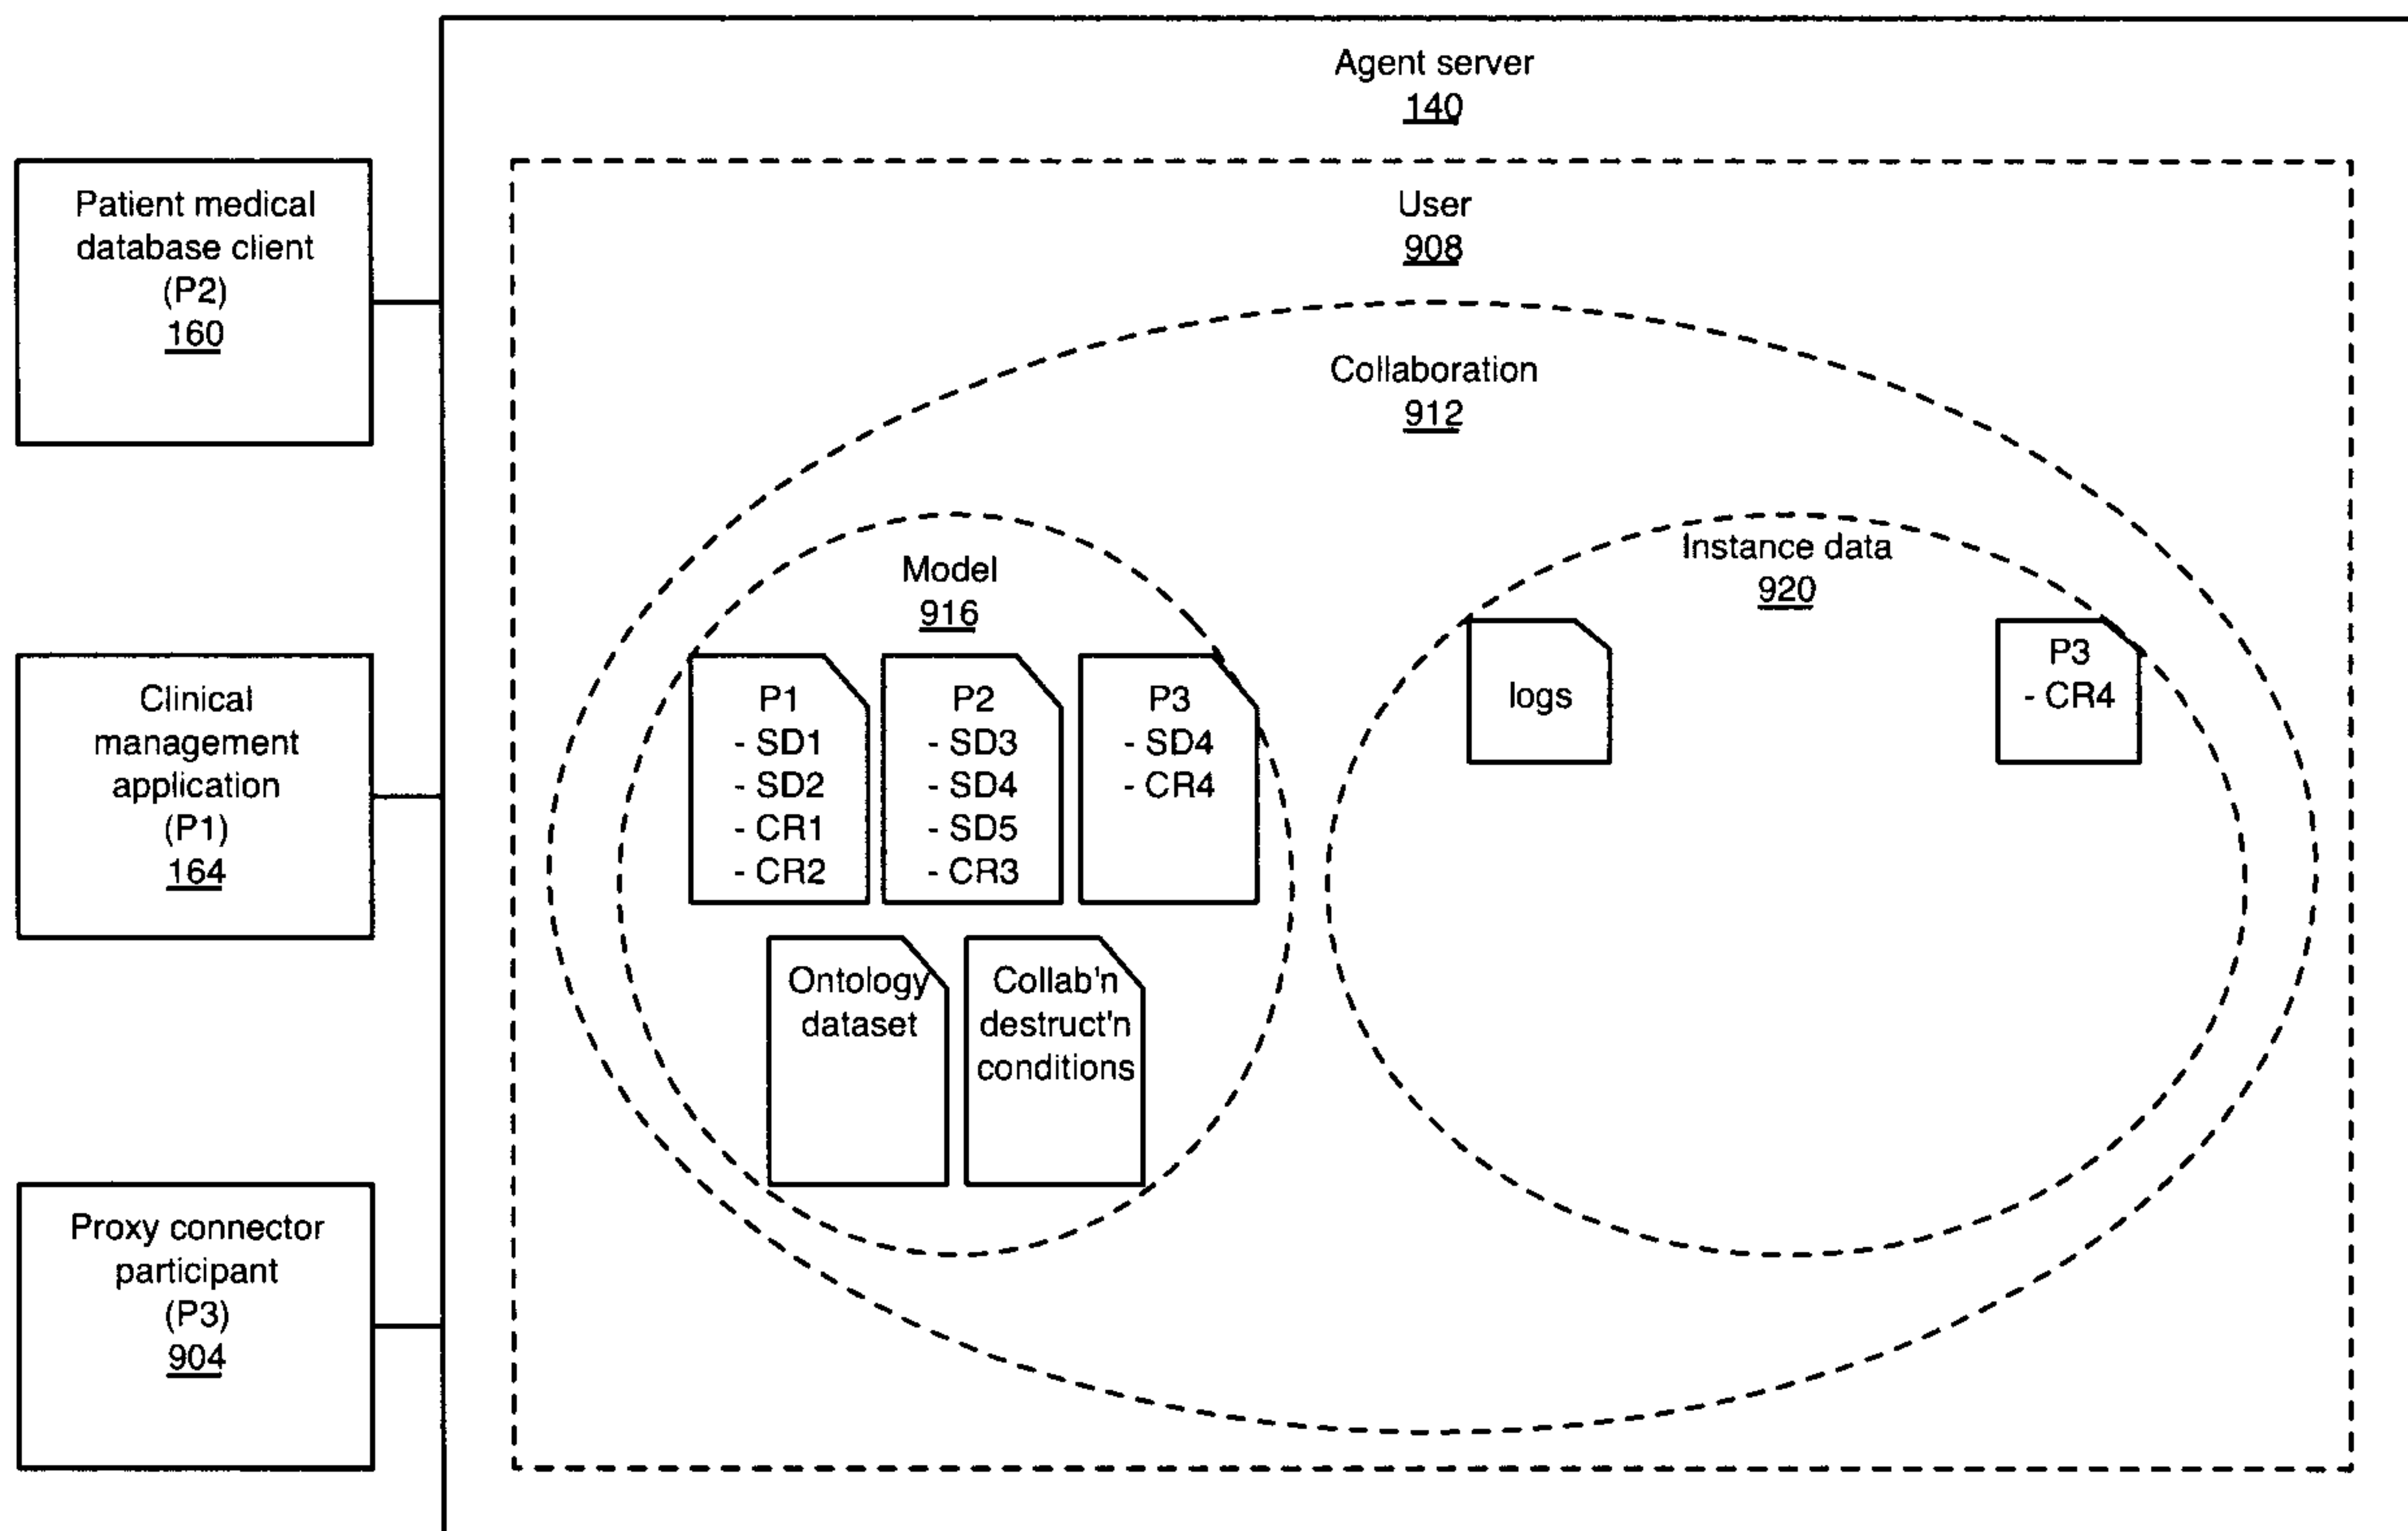 Agent server
140
Patient medical
database client
(P2)
160
Clinical
management
application
(P1)
164
Proxy connector
participant
(P3)
904
User
908
Collaboration
912
Model
916
P1
- SD1
- SD2
- CR1
- CR2
P2
- SD3
- SD4
- SD5
- CR3
P3
- SD4
- CR4
Ontology
dataset
Collab'n
destruct'n
conditions
Instance data
920
logs
P3
- CR4